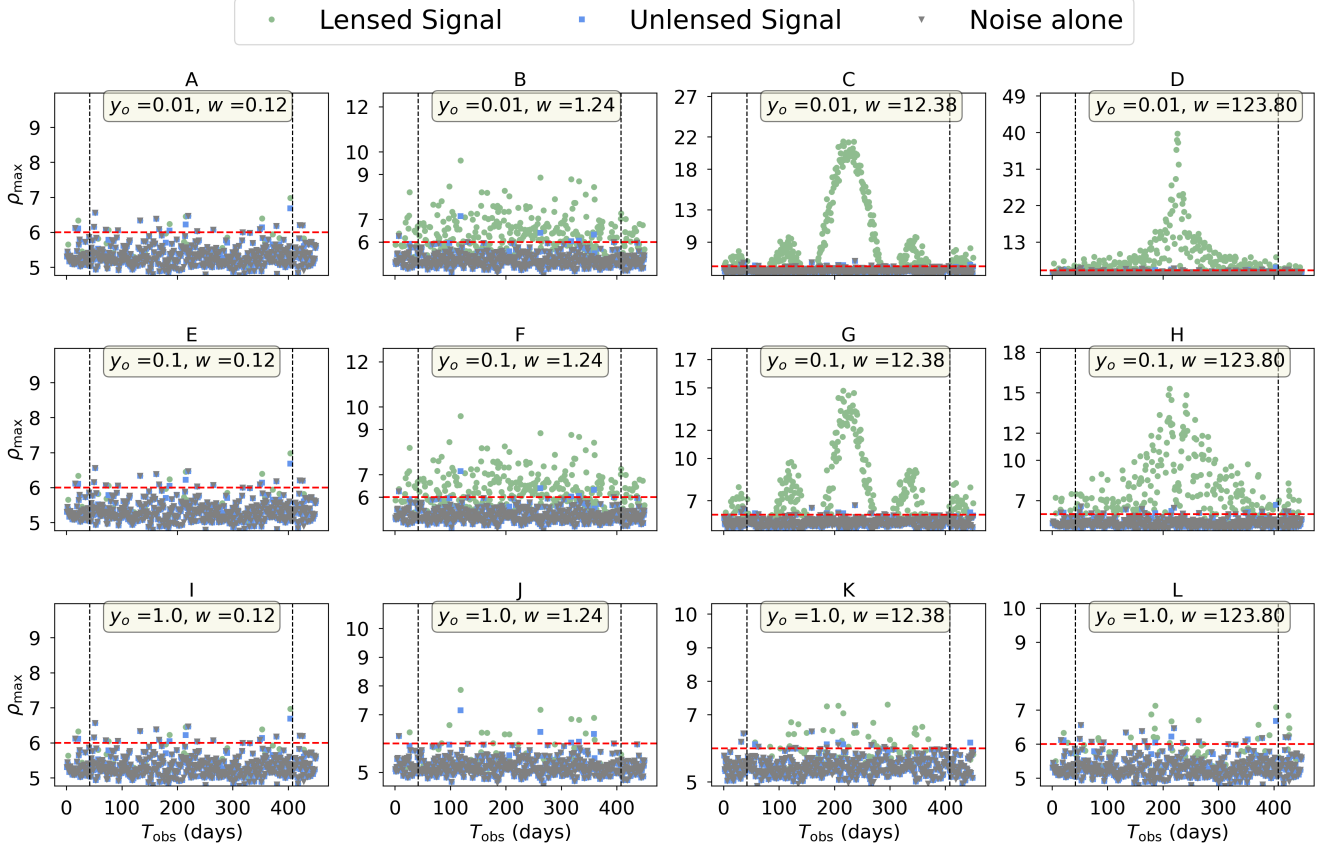 Lensed Signal Unlensed Signal Noise alone
A B C D
y_o =0.01, w =0.12 y_o =0.01, w =1.24 y_o =0.01, w =12.38 y_o =0.01, w =123.80
ρ_max
9 8 7 6 5
12 10 9 7 6
27 22 18 13 9
49 40 31 22 13
E F G H
y_o =0.1, w =0.12 y_o =0.1, w =1.24 y_o =0.1, w =12.38 y_o =0.1, w =123.80
ρ_max
9 8 7 6 5
12 10 9 7 6
17 15 12 10 7
18 15 12 10 7
I J K L
y_o =1.0, w =0.12 y_o =1.0, w =1.24 y_o =1.0, w =12.38 y_o =1.0, w =123.80
ρ_max
9 8 7 6 5
10 9 8 7 5
10 9 8 7 5
10 9 7 6 5
0 100 200 300 400 0 100 200 300 400 0 100 200 300 400 0 100 200 300 400
T_obs (days) T_obs (days) T_obs (days) T_obs (days)